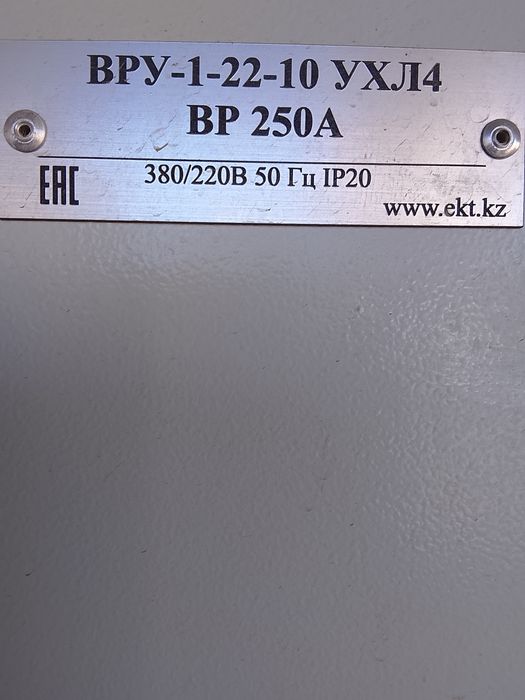 ВРУ-1-22-10 УХЛ4
ВР 250А
EAC
380/220В 50 Гц IP20
www.ekt.kz